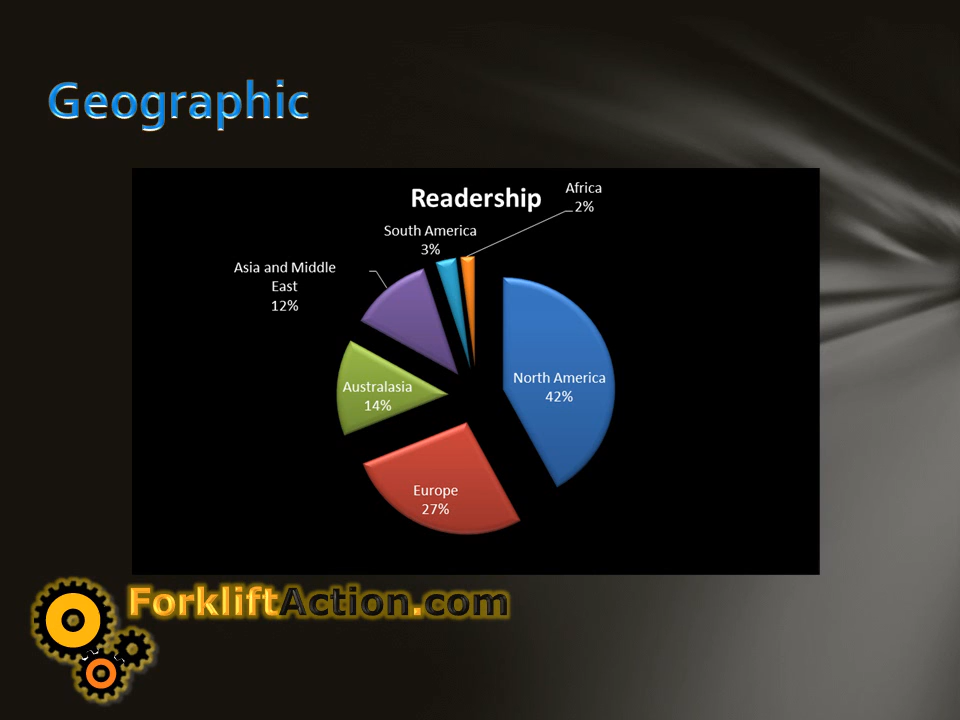 Geographic
Readership
Africa
2%
South America
3%
Asia and Middle
East
12%
North America
42%
Australasia
14%
Europe
27%
ForkliftAction.com